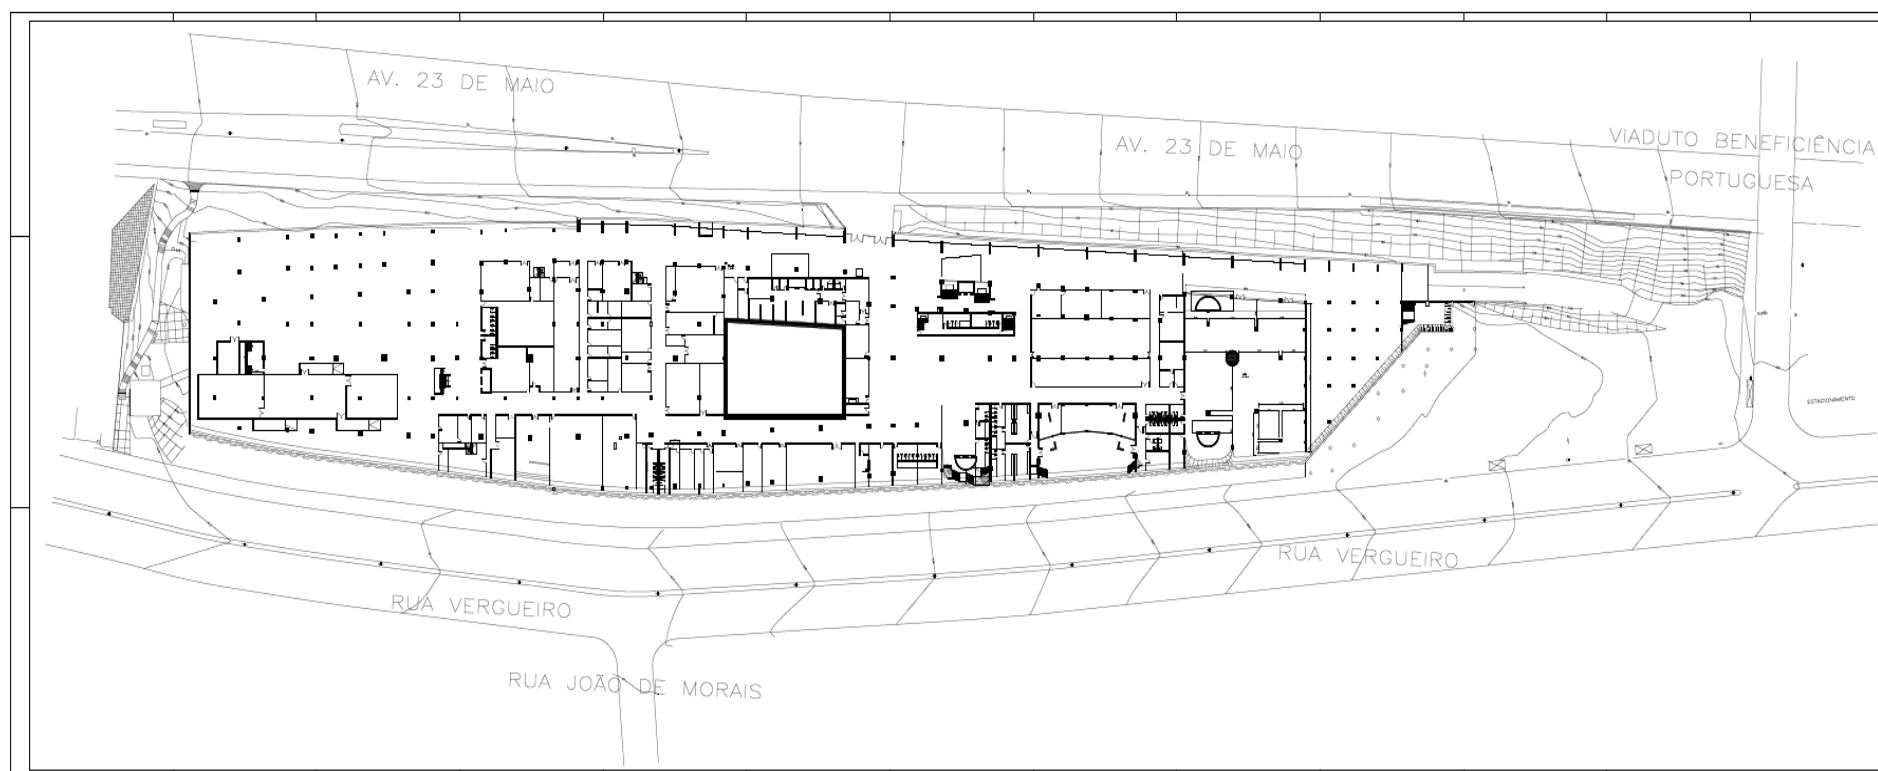 AV. 23 DE MAIO
AV. 23 DE MAIO
VIADUTO BENEFICIÊNCIA
PORTUGUESA
ESTACIONAMENTO
RUA VERGUEIRO
RUA VERGUEIRO
RUA JOÃO DE MORAIS